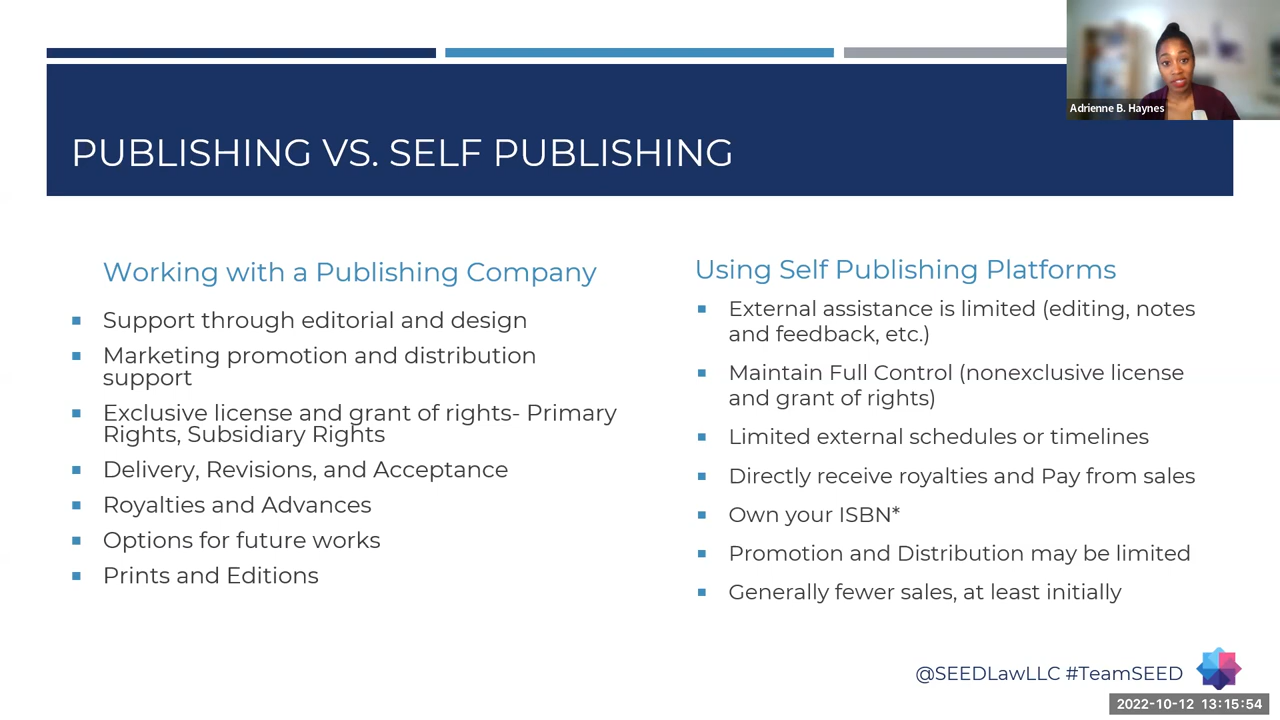 Adrienne B. Haynes
PUBLISHING VS. SELF PUBLISHING
Working with a Publishing Company
Support through editorial and design
Marketing promotion and distribution
support
Exclusive license and grant of rights- Primary
Rights, Subsidiary Rights
Delivery, Revisions, and Acceptance
Royalties and Advances
Options for future works
Prints and Editions
Using Self Publishing Platforms
External assistance is limited (editing, notes
and feedback, etc.)
Maintain Full Control (nonexclusive license
and grant of rights)
Limited external schedules or timelines
Directly receive royalties and Pay from sales
Own your ISBN*
Promotion and Distribution may be limited
Generally fewer sales, at least initially
@SEEDLawLLC #TeamSEED
2022-10-12 13:15:54